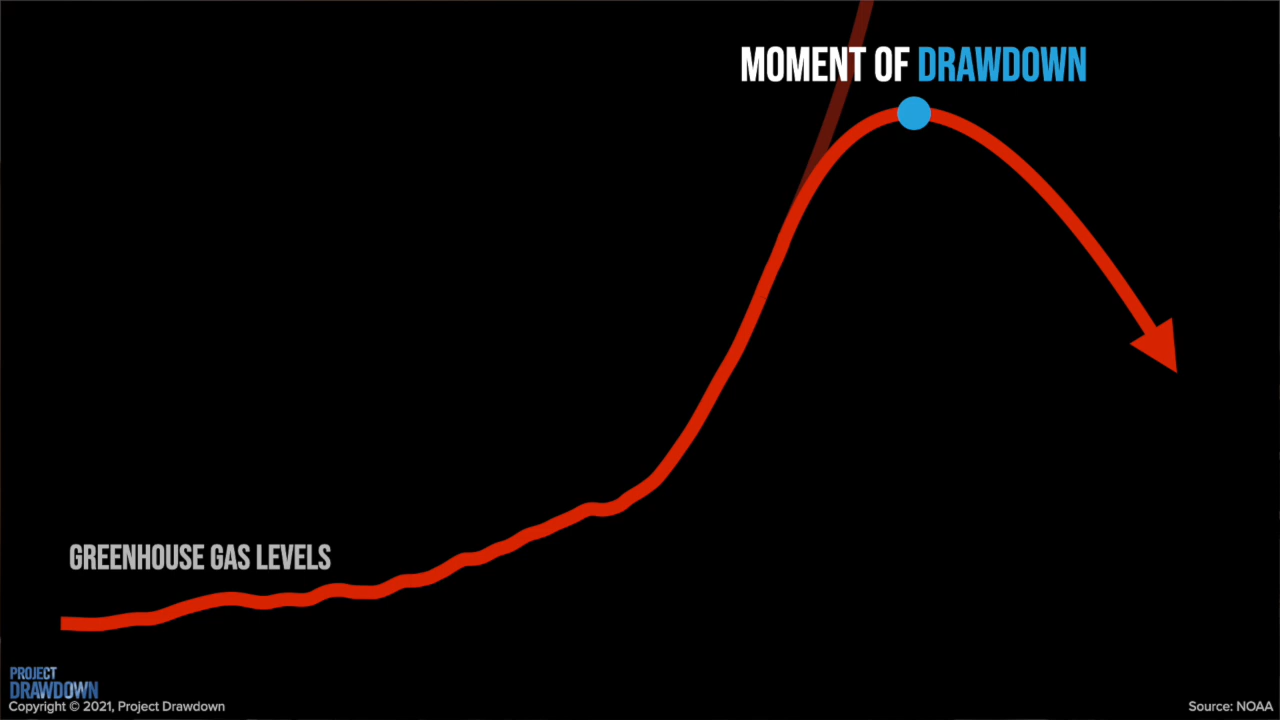 MOMENT OF DRAWDOWN
GREENHOUSE GAS LEVELS
PROJECT
DRAWDOWN
Copyright © 2021, Project Drawdown
Source: NOAA